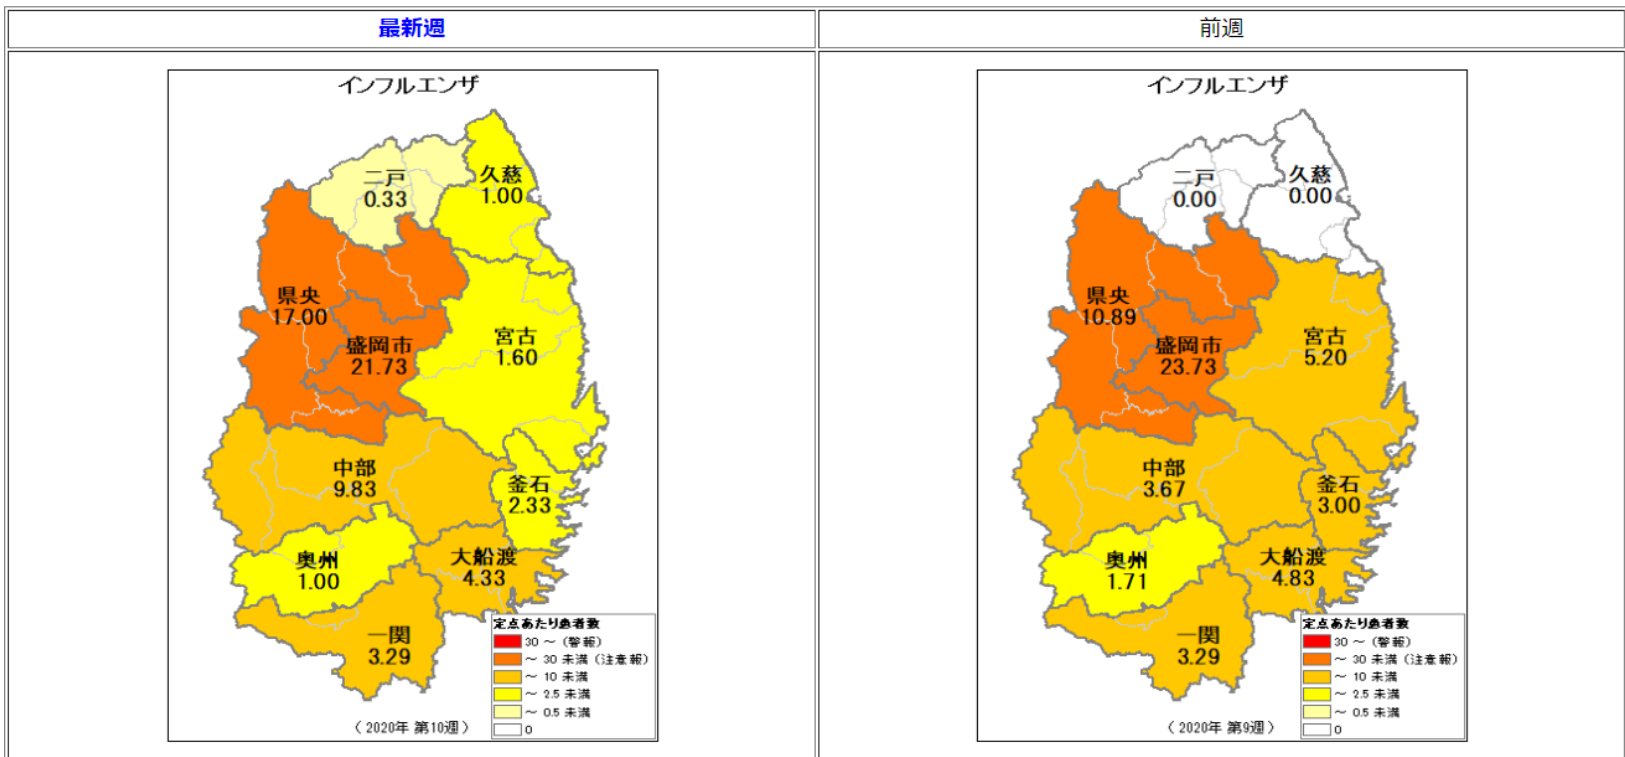 最新週
前週
インフルエンザ
二戸
0.33
久慈
1.00
県央
17.00
盛岡市
21.73
宮古
1.60
中部
9.83
釜石
2.33
奥州
1.00
大船渡
4.33
一関
3.29
定点あたり患者数
30 ～（警報）
～ 30 未満（注意報）
～ 10 未満
～ 2.5 未満
～ 0.5 未満
0
（ 2020年 第10週 ）
インフルエンザ
二戸
0.00
久慈
0.00
県央
10.89
盛岡市
23.73
宮古
5.20
中部
3.67
釜石
3.00
奥州
1.71
大船渡
4.83
一関
3.29
定点あたり患者数
30 ～（警報）
～ 30 未満（注意報）
～ 10 未満
～ 2.5 未満
～ 0.5 未満
0
（ 2020年 第9週 ）